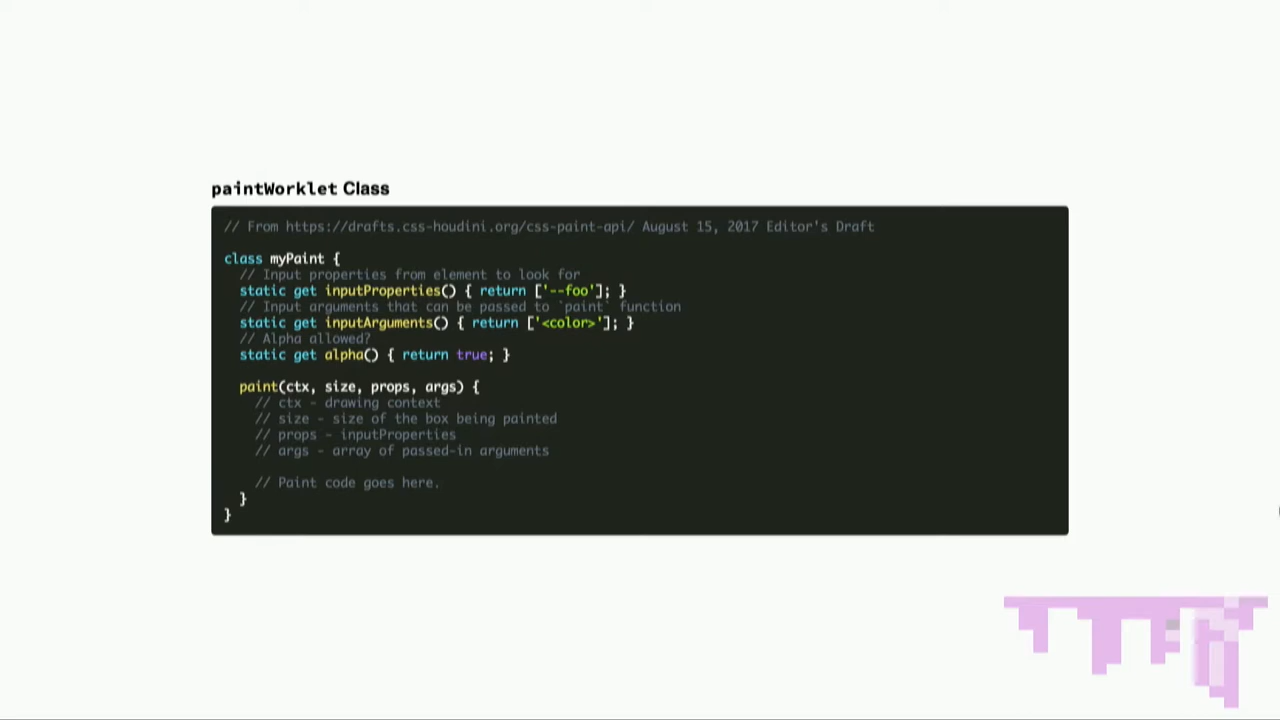 paintWorklet Class
// From https://drafts.css-houdini.org/css-paint-api/ August 15, 2017 Editor's Draft
class myPaint {
// Input properties from element to look for
static get inputProperties() { return ['--foo']; }
// Input arguments that can be passed to `paint` function
static get inputArguments() { return ['<color>']; }
// Alpha allowed?
static get alpha() { return true; }
paint(ctx, size, props, args) {
// ctx - drawing context
// size - size of the box being painted
// props - inputProperties
// args - array of passed-in arguments
// Paint code goes here.
}
}